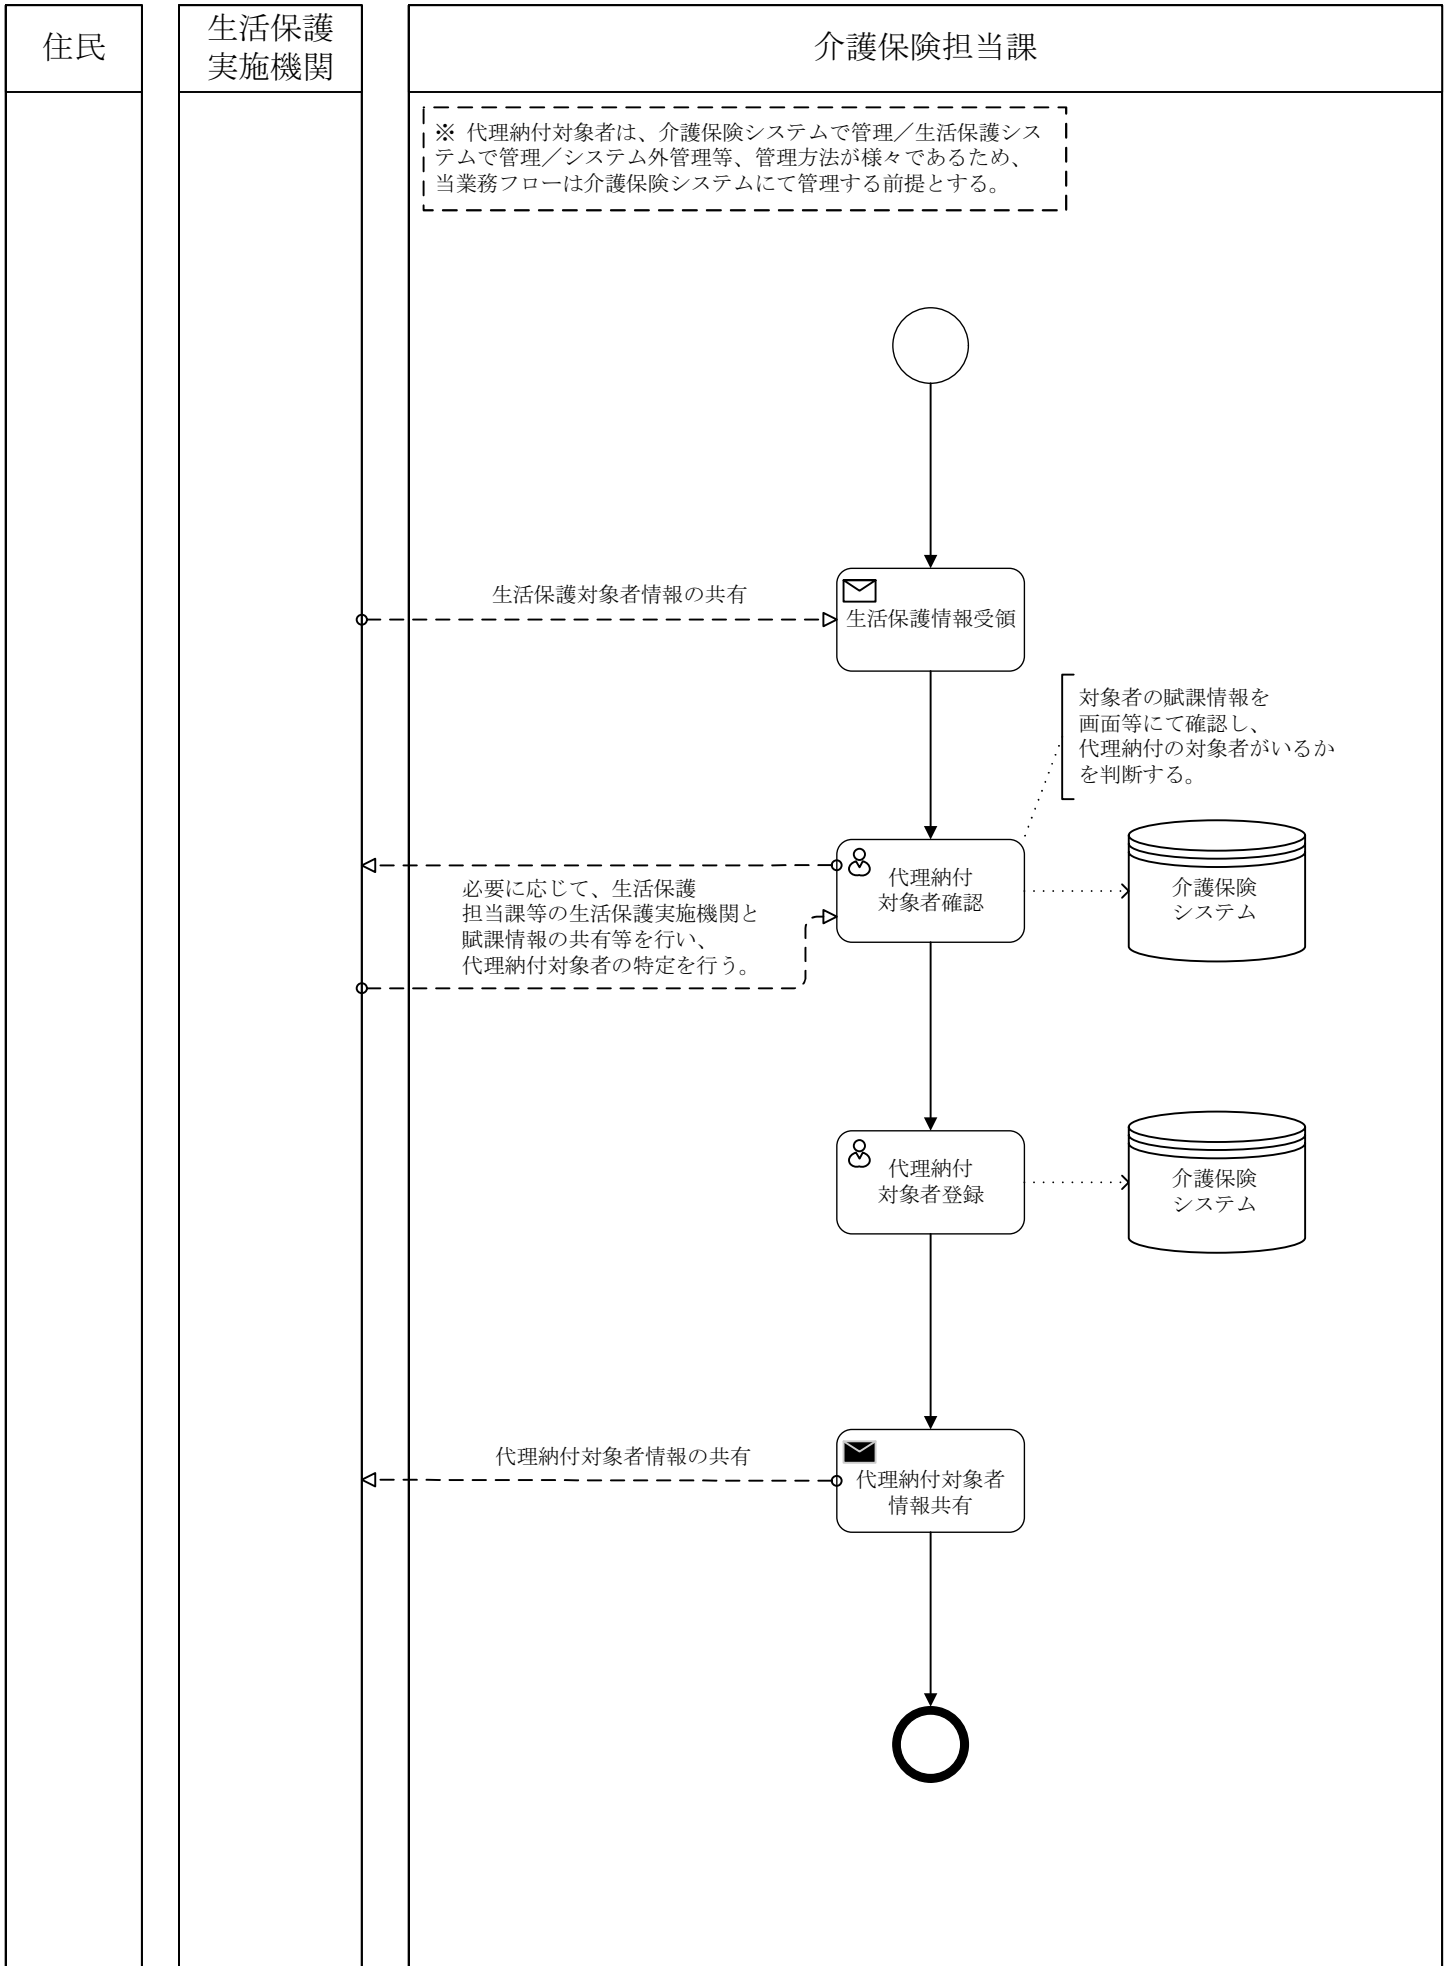 住民
生活保護
実施機関
介護保険担当課
※ 代理納付対象者は、介護保険システムで管理／生活保護シス
テムで管理／システム外管理等、管理方法が様々であるため、
当業務フローは介護保険システムにて管理する前提とする。
生活保護対象者情報の共有
生活保護情報受領
対象者の賦課情報を
画面等にて確認し、
代理納付の対象者がいるか
を判断する。
代理納付
対象者確認
介護保険
システム
必要に応じて、生活保護
担当課等の生活保護実施機関と
賦課情報の共有等を行い、
代理納付対象者の特定を行う。
代理納付
対象者登録
介護保険
システム
代理納付対象者情報の共有
代理納付対象者
情報共有